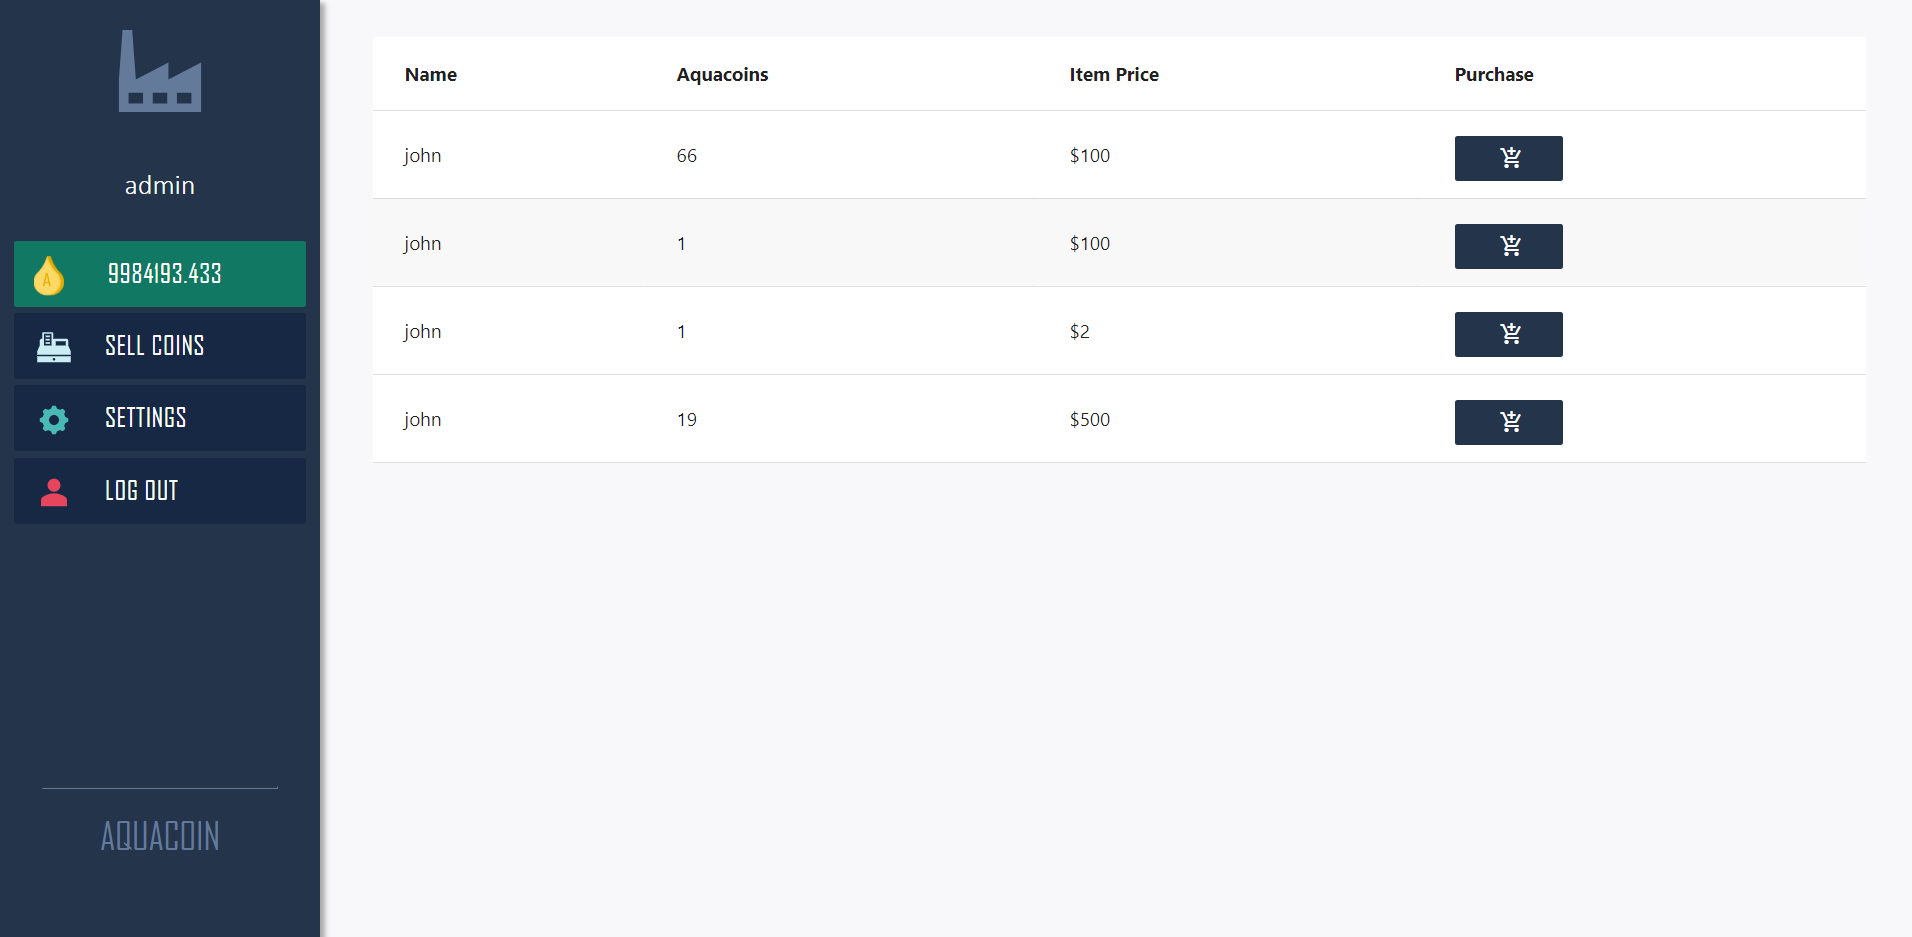 admin
A
9984193.433
SELL COINS
SETTINGS
LOG OUT
AQUACOIN
Name Aquacoins Item Price Purchase
john 66 $100
john 1 $100
john 1 $2
john 19 $500